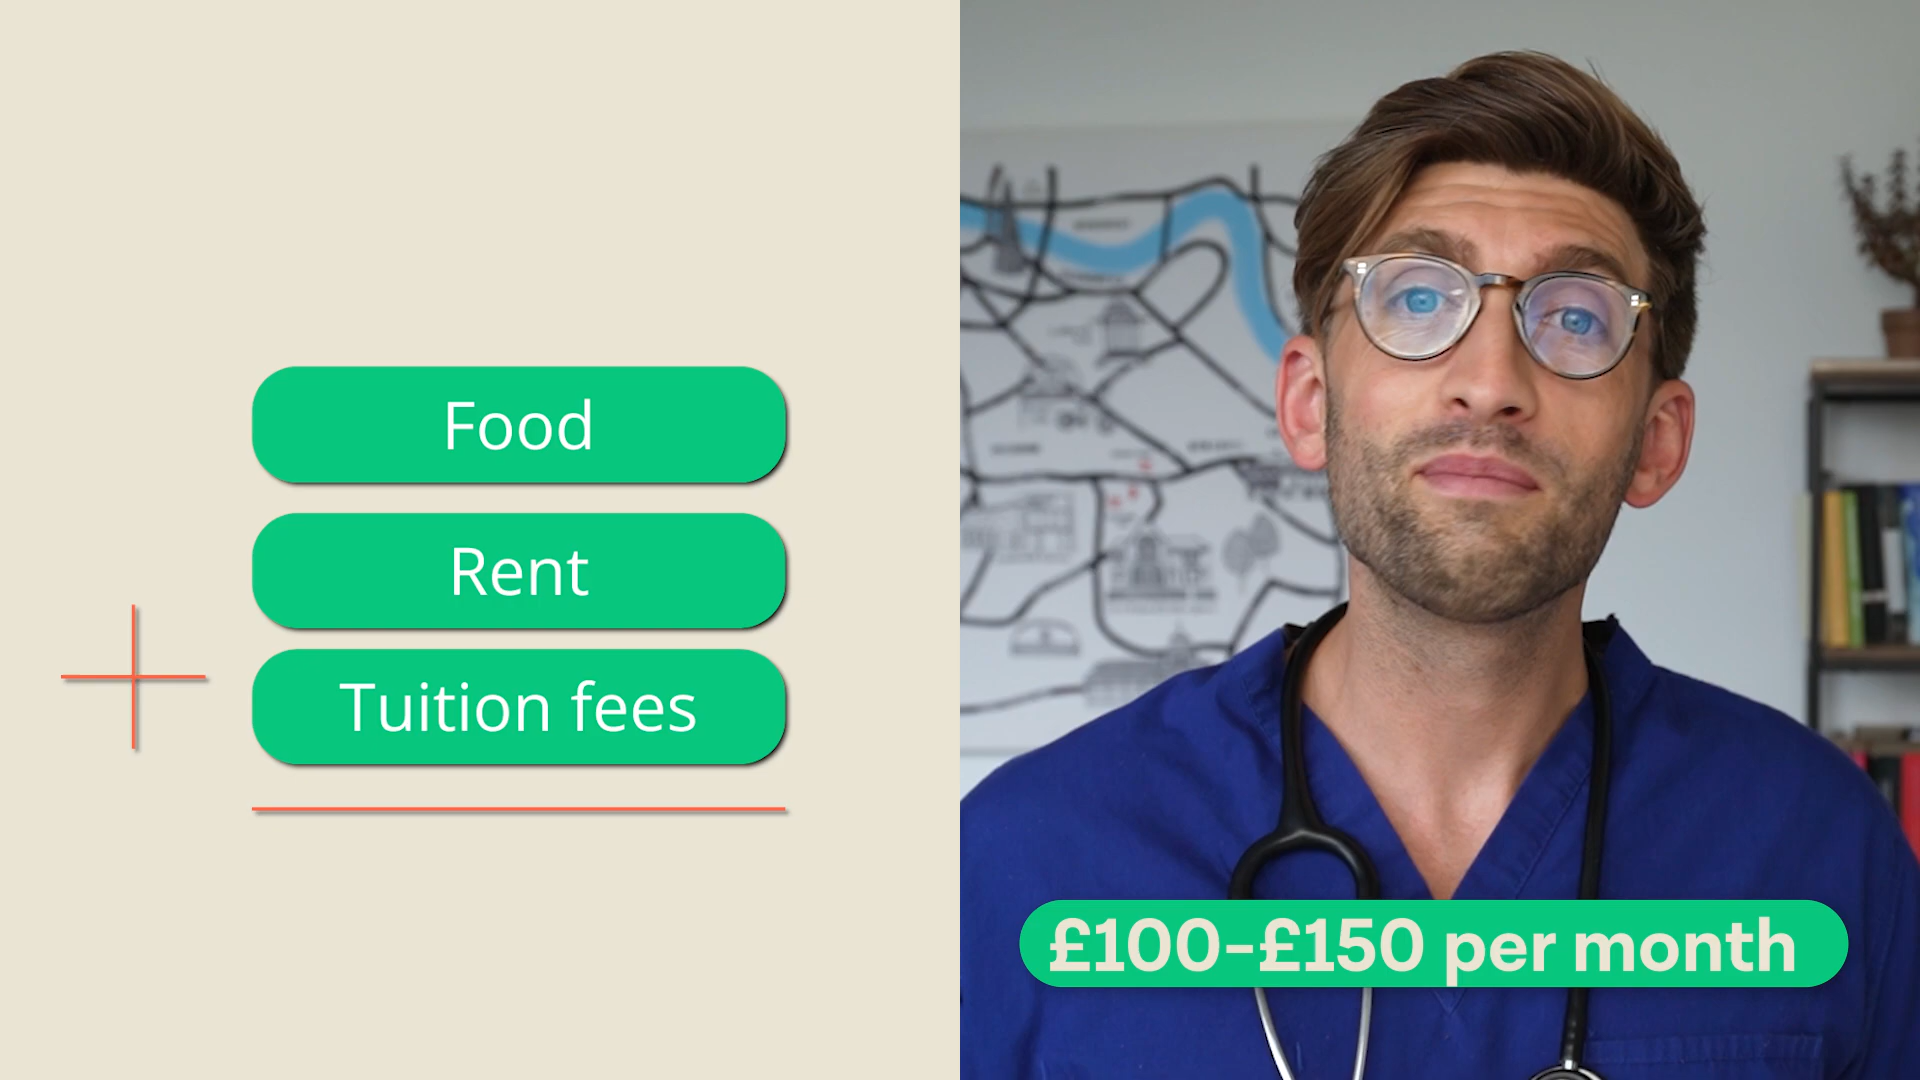 Food
Rent
Tuition fees
£100-£150 per month